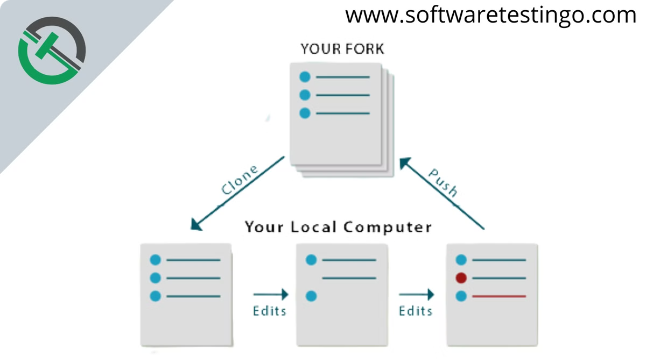 www.softwaretestingo.com
YOUR FORK
Clone
Push
Your Local Computer
Edits
Edits